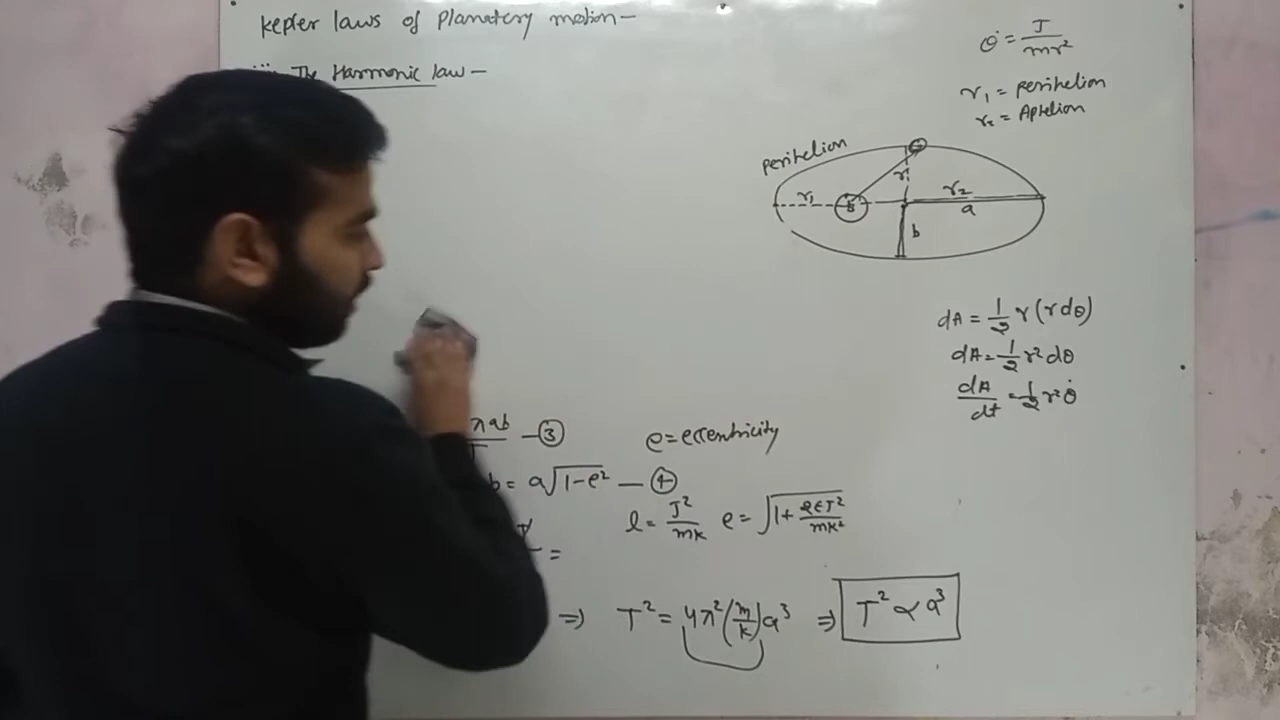 Kepler laws of planatery motion –
iii. The Harmonic law –
θ̇ = J/mr²
r₁ = perihelion
r₂ = Aphelion
perihelion
r₁
S
r
r₂
a
b
dA = 1/2 r (r dθ)
dA = 1/2 r² dθ
dA/dt = 1/2 r² θ̇
πab – ③
e = eccentricity
b = a√(1-e²) — ④
l = J²/mk e = √(1 + 2EJ²/mk²)
=
⇒ T² = 4π² (m/k) a³ ⇒ T² ∝ a³